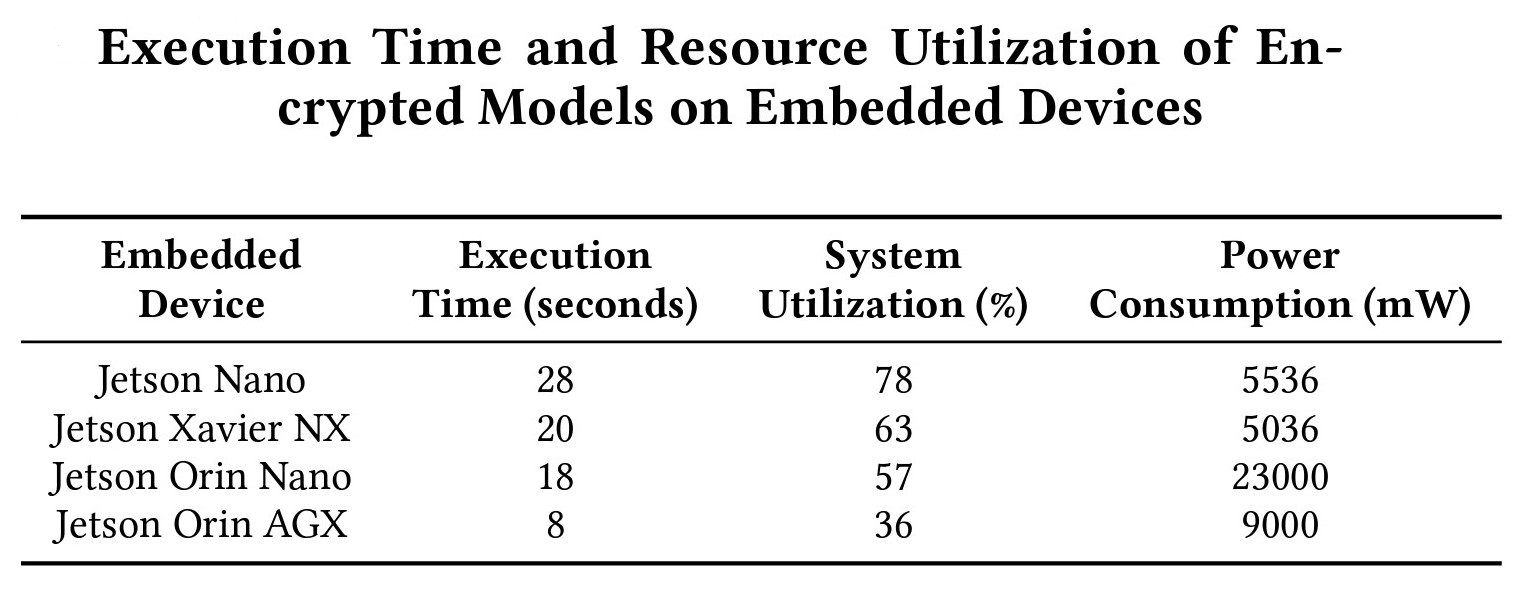 Execution Time and Resource Utilization of En-
crypted Models on Embedded Devices
Embedded Device Execution Time (seconds) System Utilization (%) Power Consumption (mW)
Jetson Nano 28 78 5536
Jetson Xavier NX 20 63 5036
Jetson Orin Nano 18 57 23000
Jetson Orin AGX 8 36 9000